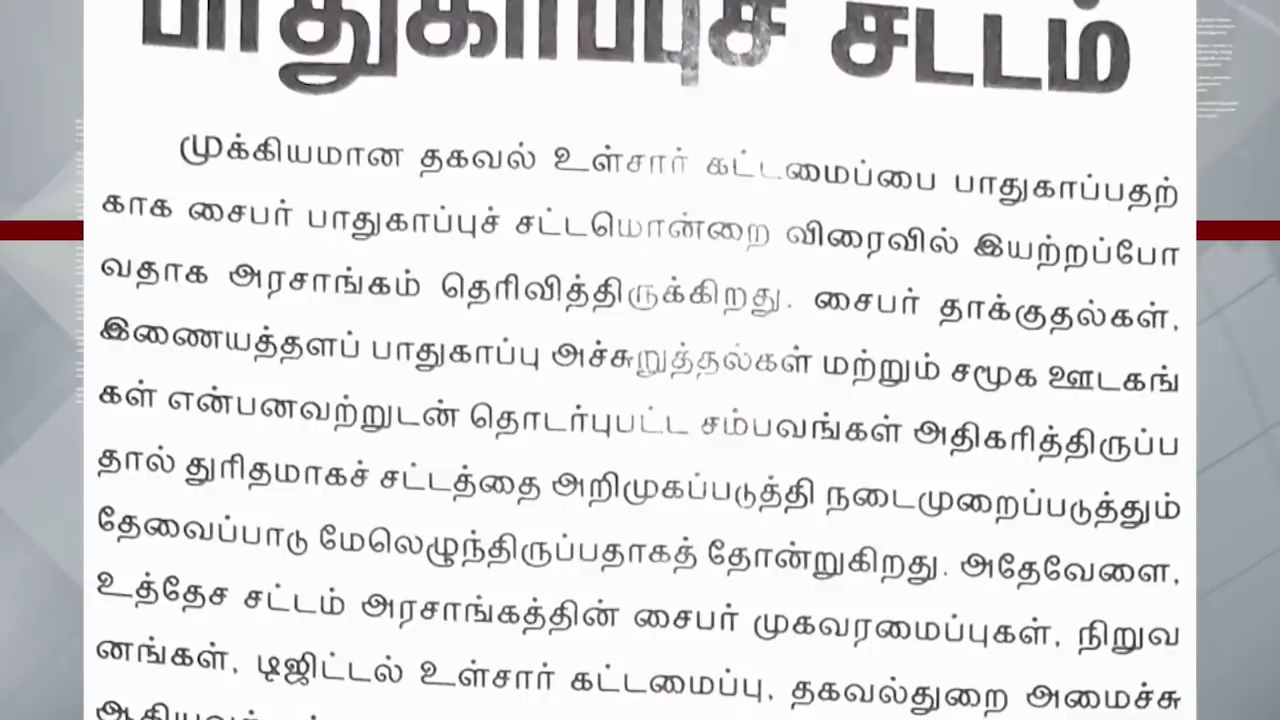 பாதுகாப்புச் சட்டம்
முக்கியமான தகவல் உள்சார் கட்டமைப்பை பாதுகாப்பதற்
காக சைபர் பாதுகாப்புச் சட்டமொன்றை விரைவில் இயற்றப்போ
வதாக அரசாங்கம் தெரிவித்திருக்கிறது. சைபர் தாக்குதல்கள்,
இணையத்தளப் பாதுகாப்பு அச்சுறுத்தல்கள் மற்றும் சமூக ஊடகங்
கள் என்பனவற்றுடன் தொடர்புபட்ட சம்பவங்கள் அதிகரித்திருப்ப
தால் துரிதமாகச் சட்டத்தை அறிமுகப்படுத்தி நடைமுறைப்படுத்தும்
தேவைப்பாடு மேலெழுந்திருப்பதாகத் தோன்றுகிறது. அதேவேளை,
உத்தேச சட்டம் அரசாங்கத்தின் சைபர் முகவரமைப்புகள், நிறுவ
னங்கள், டிஜிட்டல் உள்சார் கட்டமைப்பு, தகவல்துறை அமைச்சு